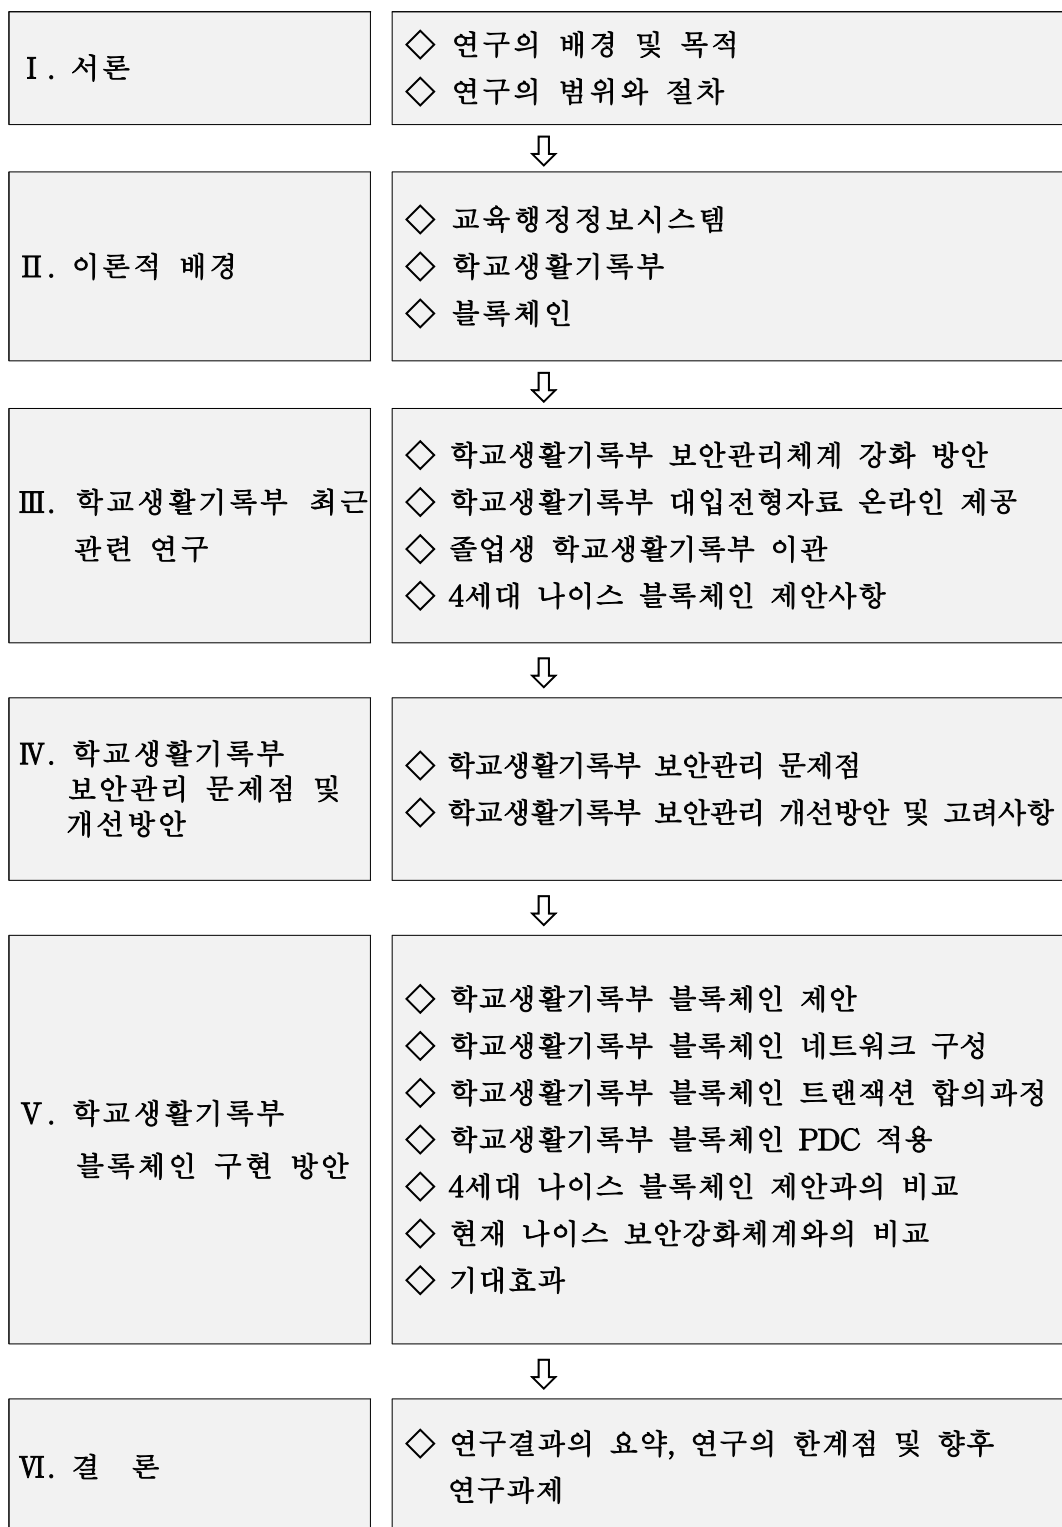 Ⅰ. 서론
◇ 연구의 배경 및 목적
◇ 연구의 범위와 절차
⇩
Ⅱ. 이론적 배경
◇ 교육행정정보시스템
◇ 학교생활기록부
◇ 블록체인
⇩
Ⅲ. 학교생활기록부 최근
관련 연구
◇ 학교생활기록부 보안관리체계 강화 방안
◇ 학교생활기록부 대입전형자료 온라인 제공
◇ 졸업생 학교생활기록부 이관
◇ 4세대 나이스 블록체인 제안사항
⇩
Ⅳ. 학교생활기록부
보안관리 문제점 및
개선방안
◇ 학교생활기록부 보안관리 문제점
◇ 학교생활기록부 보안관리 개선방안 및 고려사항
⇩
Ⅴ. 학교생활기록부
블록체인 구현 방안
◇ 학교생활기록부 블록체인 제안
◇ 학교생활기록부 블록체인 네트워크 구성
◇ 학교생활기록부 블록체인 트랜잭션 합의과정
◇ 학교생활기록부 블록체인 PDC 적용
◇ 4세대 나이스 블록체인 제안과의 비교
◇ 현재 나이스 보안강화체계와의 비교
◇ 기대효과
⇩
Ⅵ. 결 론
◇ 연구결과의 요약, 연구의 한계점 및 향후
연구과제